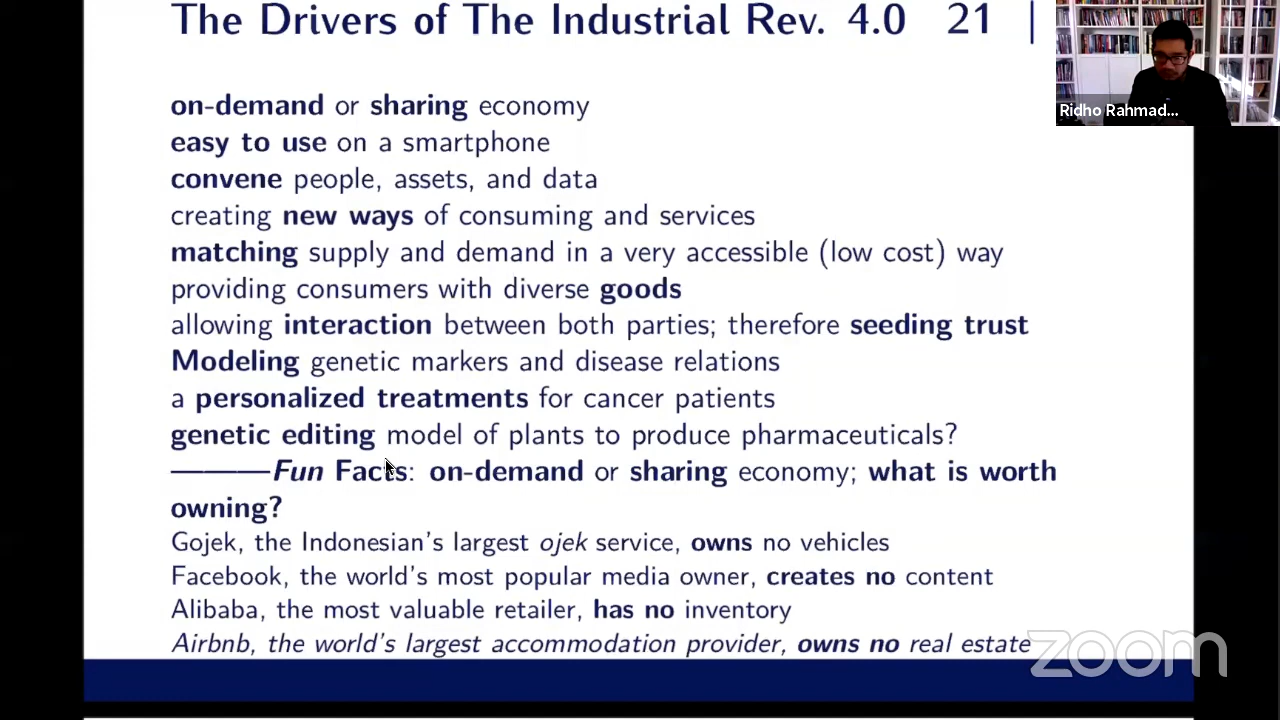 The Drivers of The Industrial Rev. 4.0 21 |
Ridho Rahmad...
on-demand or sharing economy
easy to use on a smartphone
convene people, assets, and data
creating new ways of consuming and services
matching supply and demand in a very accessible (low cost) way
providing consumers with diverse goods
allowing interaction between both parties; therefore seeding trust
Modeling genetic markers and disease relations
a personalized treatments for cancer patients
genetic editing model of plants to produce pharmaceuticals?
———Fun Facts: on-demand or sharing economy; what is worth
owning?
Gojek, the Indonesian's largest ojek service, owns no vehicles
Facebook, the world's most popular media owner, creates no content
Alibaba, the most valuable retailer, has no inventory
Airbnb, the world's largest accommodation provider, owns no real estate
zoom